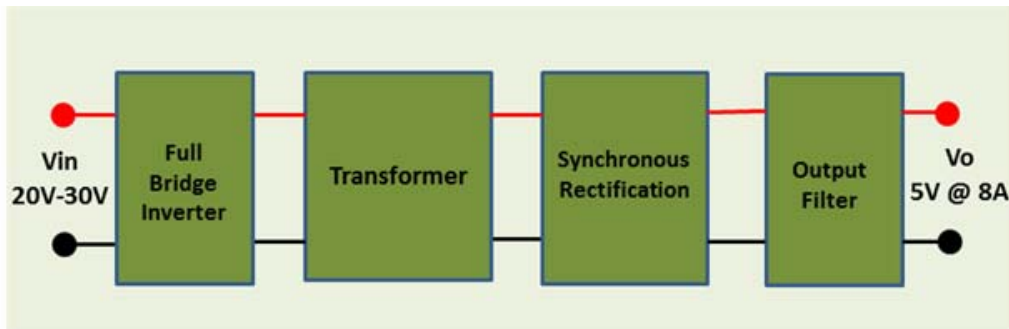 Vin
20V-30V
Full
Bridge
Inverter
Transformer
Synchronous
Rectification
Output
Filter
Vo
5V @ 8A